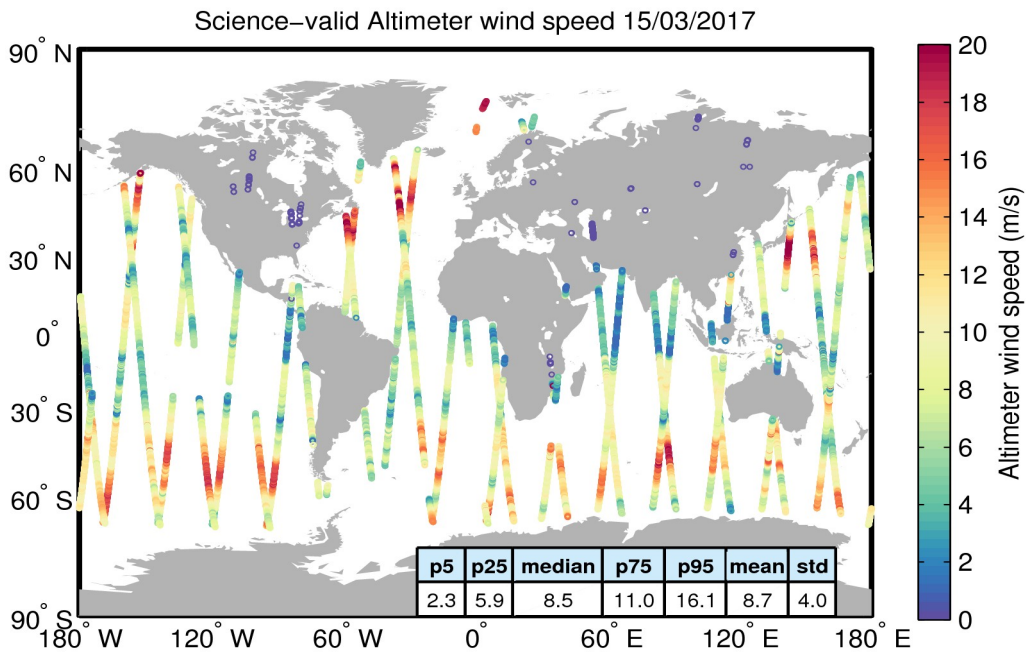 Science−valid Altimeter wind speed 15/03/2017
90° N
60° N
30° N
0°
30° S
60° S
90° S
180° W
120° W
60° W
0°
60° E
120° E
180° E
p5 p25 median p75 p95 mean std
2.3 5.9 8.5 11.0 16.1 8.7 4.0
20
18
16
14
12
10
8
6
4
2
0
Altimeter wind speed (m/s)